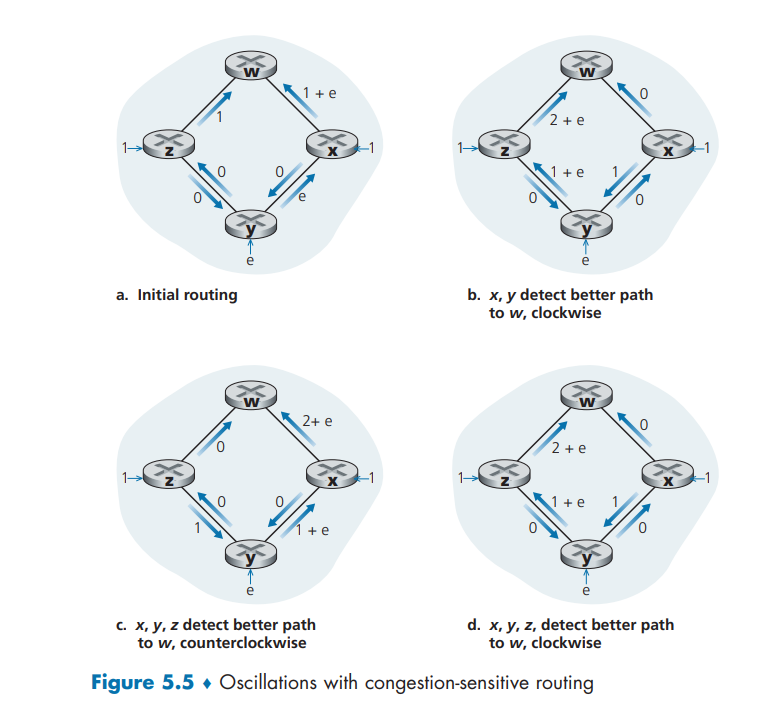 w
1 + e
1
1
z
x
1
0
0
0
e
y
e
a. Initial routing
w
0
2 + e
1
z
x
1
1 + e
1
0
0
y
e
b. x, y detect better path
to w, clockwise
w
2+ e
0
1
z
x
1
0
0
1
1 + e
y
e
c. x, y, z detect better path
to w, counterclockwise
w
0
2 + e
1
z
x
1
1 + e
1
0
0
y
e
d. x, y, z, detect better path
to w, clockwise
Figure 5.5 ♦ Oscillations with congestion-sensitive routing